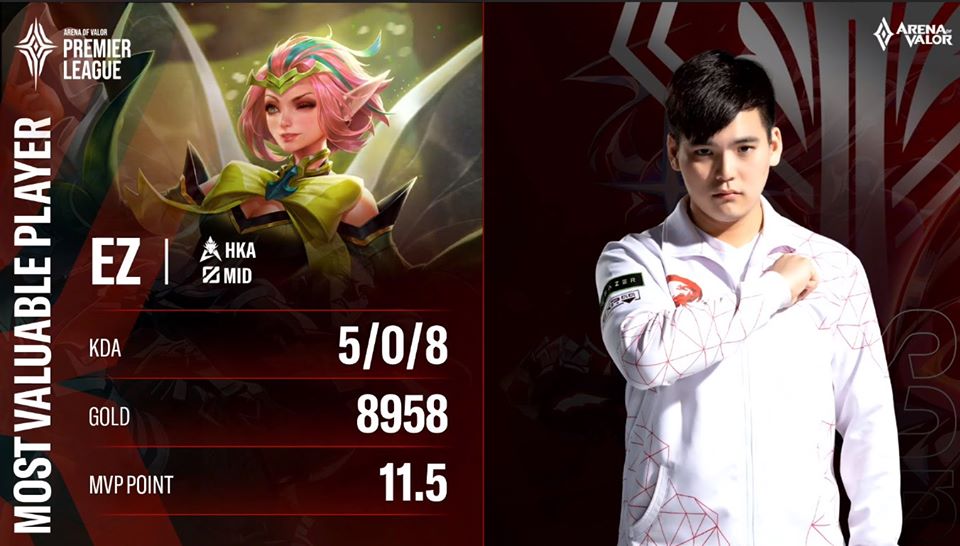 ARENA OF VALOR
PREMIER
LEAGUE
ARENA OF
VALOR
MOST VALUABLE PLAYER
EZ
HKA
MID
KDA
5/0/8
GOLD
8958
MVP POINT
11.5